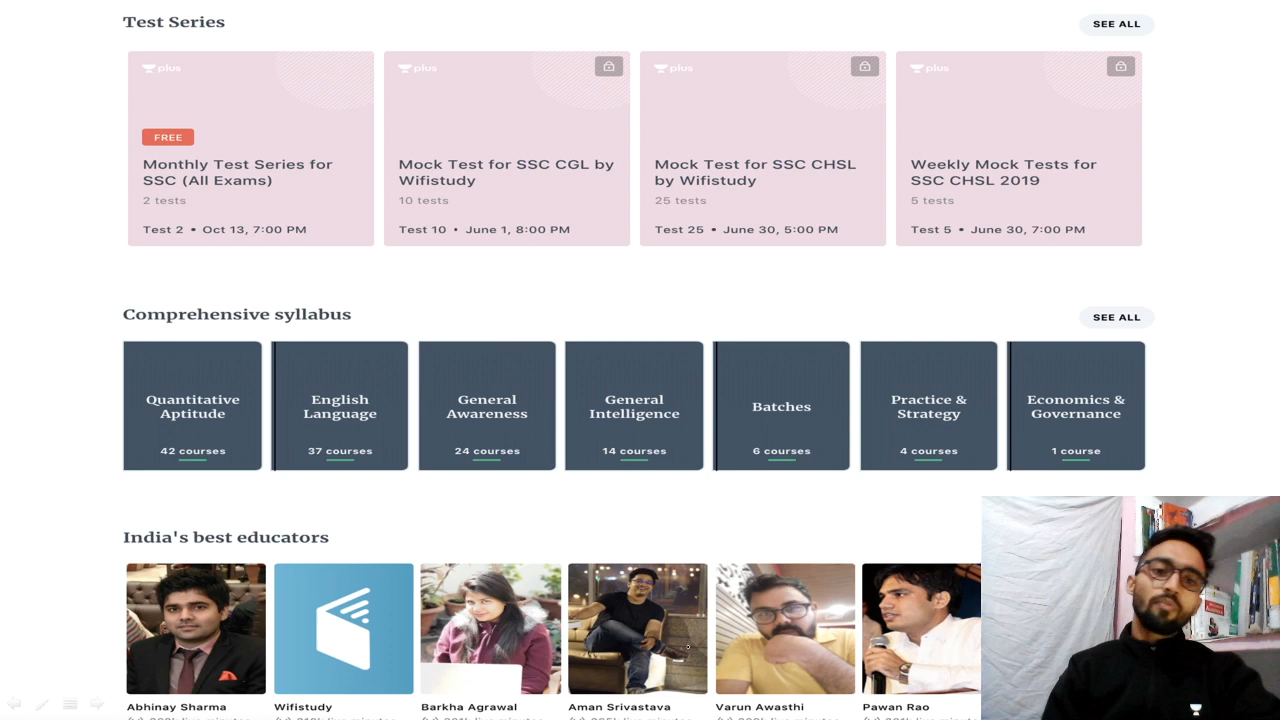 Test Series
SEE ALL
plus
FREE
Monthly Test Series for
SSC (All Exams)
2 tests
Test 2 • Oct 13, 7:00 PM
plus
Mock Test for SSC CGL by
Wifistudy
10 tests
Test 10 • June 1, 8:00 PM
plus
Mock Test for SSC CHSL
by Wifistudy
25 tests
Test 25 • June 30, 5:00 PM
plus
Weekly Mock Tests for
SSC CHSL 2019
5 tests
Test 5 • June 30, 7:00 PM
Comprehensive syllabus
SEE ALL
Quantitative
Aptitude
42 courses
English
Language
37 courses
General
Awareness
24 courses
General
Intelligence
14 courses
Batches
6 courses
Practice &
Strategy
4 courses
Economics &
Governance
1 course
India's best educators
Abhinay Sharma
Wifistudy
Barkha Agrawal
Aman Srivastava
Varun Awasthi
Pawan Rao